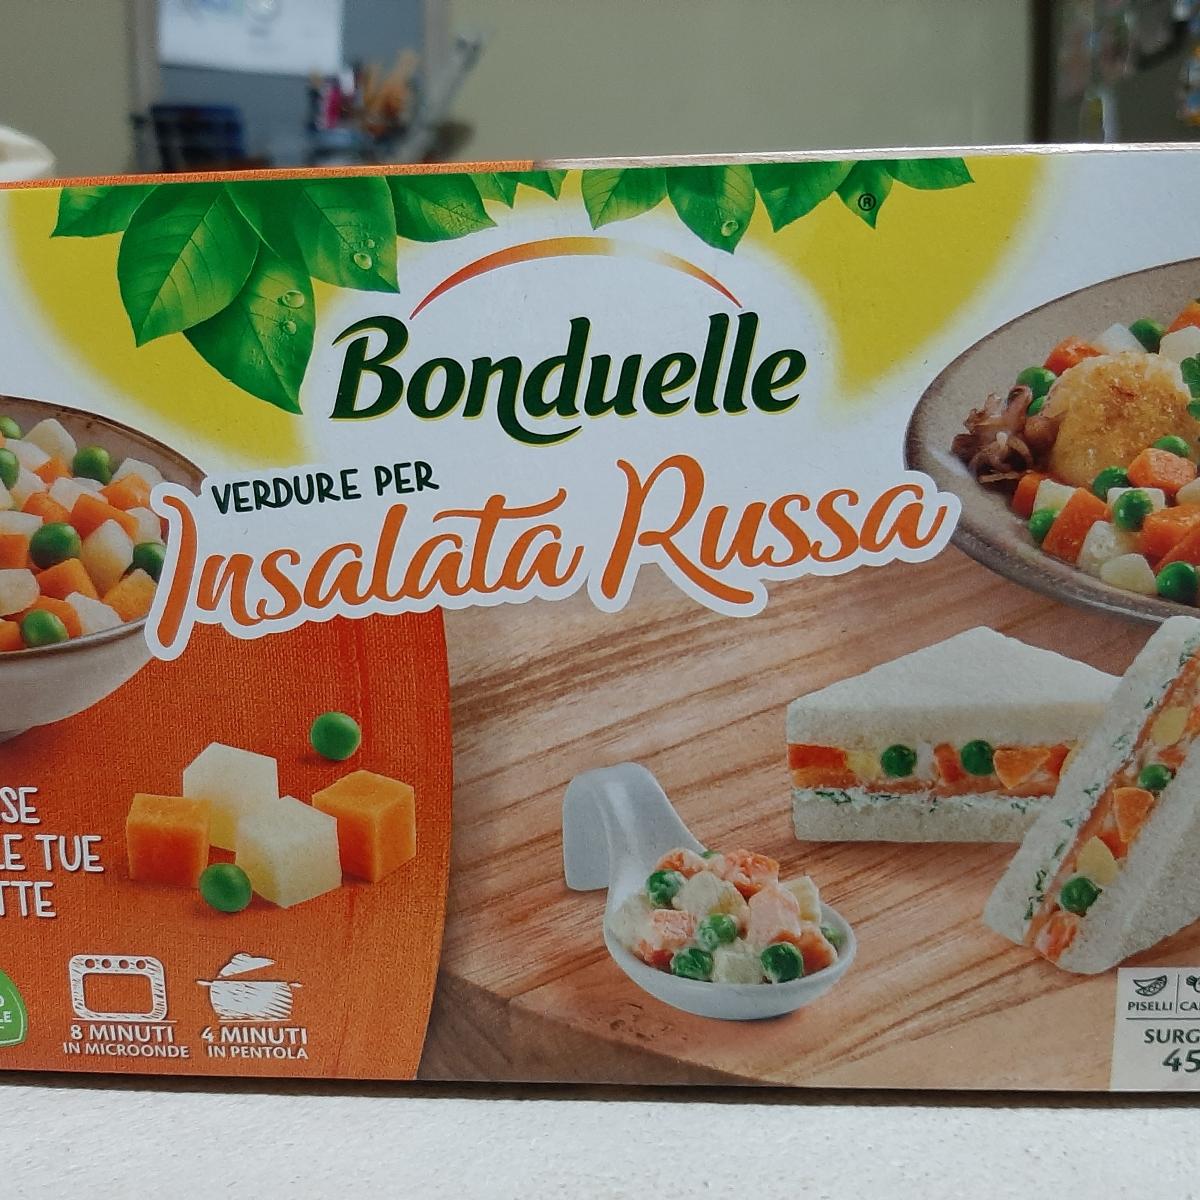 ®
Bonduelle
VERDURE PER
Insalata Russa
SE
LE TUE
TTE
8 MINUTI
IN MICROONDE
4 MINUTI
IN PENTOLA
PISELLI
CA
SURG
45